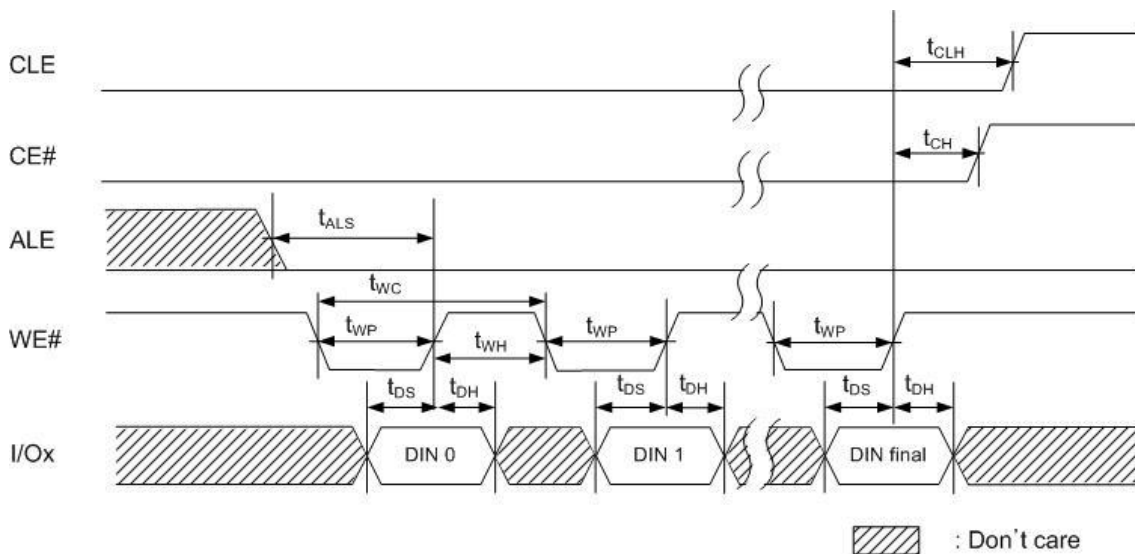 CLE
tCLH
CE#
tCH
ALE
tALS
tWC
WE#
tWP
tWH
tWP
tWP
tDS
tDH
tDS
tDH
tDS
tDH
I/Ox
DIN 0
DIN 1
DIN final
: Don`t care